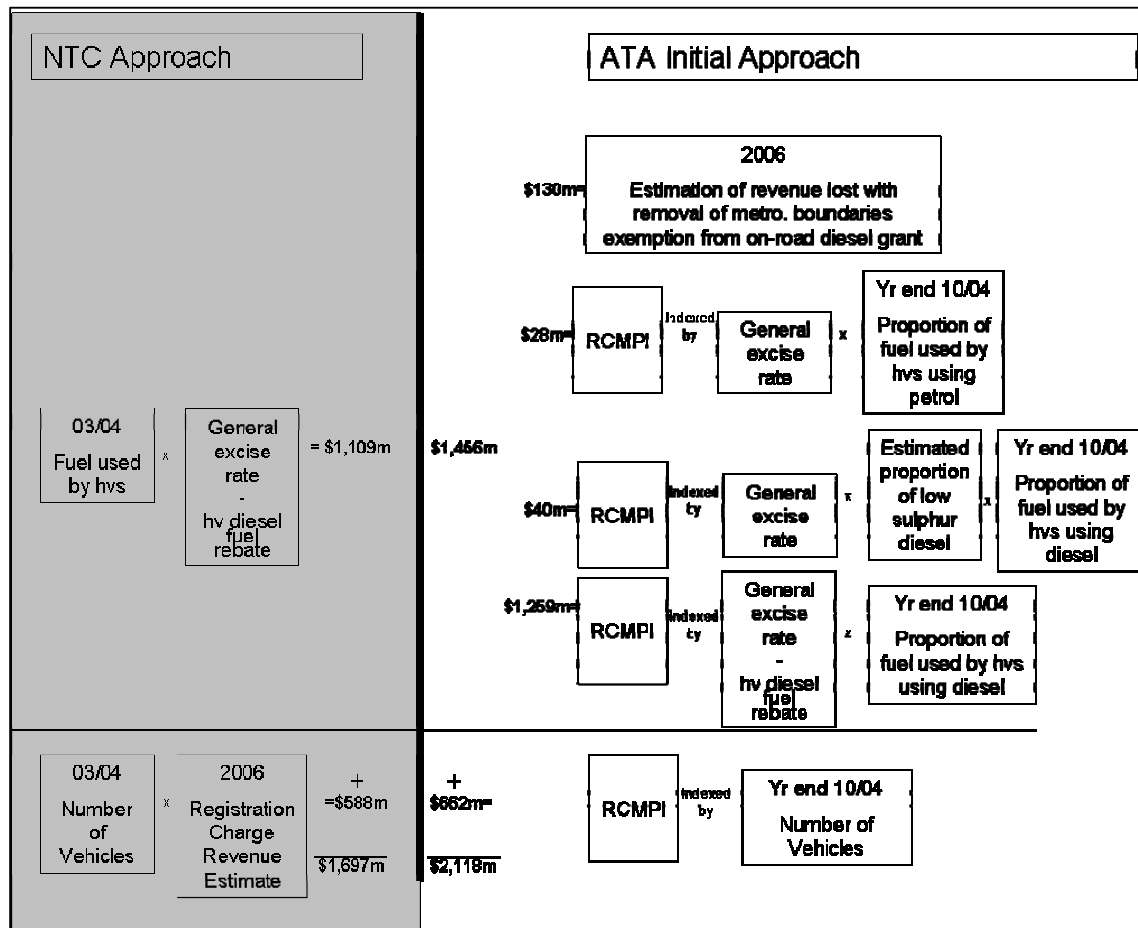 NTC Approach
ATA Initial Approach
2006
$130m=
Estimation of revenue lost with
removal of metro. boundaries
exemption from on-road diesel grant
$28m=
RCMPI
Indexed
by
General
excise
rate
x
Yr end 10/04
Proportion of
fuel used by
hvs using
petrol
03/04
Fuel used
by hvs
x
General
excise
rate
-
hv diesel
fuel
rebate
= $1,109m
$1,456m
$40m=
RCMPI
Indexed
by
General
excise
rate
x
Estimated
proportion
of low
sulphur
diesel
x
Yr end 10/04
Proportion of
fuel used by
hvs using
diesel
$1,259m=
RCMPI
Indexed
by
General
excise
rate
-
hv diesel
fuel
rebate
x
Yr end 10/04
Proportion of
fuel used by hvs
using diesel
03/04
Number
of
Vehicles
x
2006
Registration
Charge
Revenue
Estimate
+
=$588m
$1,697m
+
$662m=
$2,118m
RCMPI
Indexed
by
Yr end 10/04
Number of
Vehicles